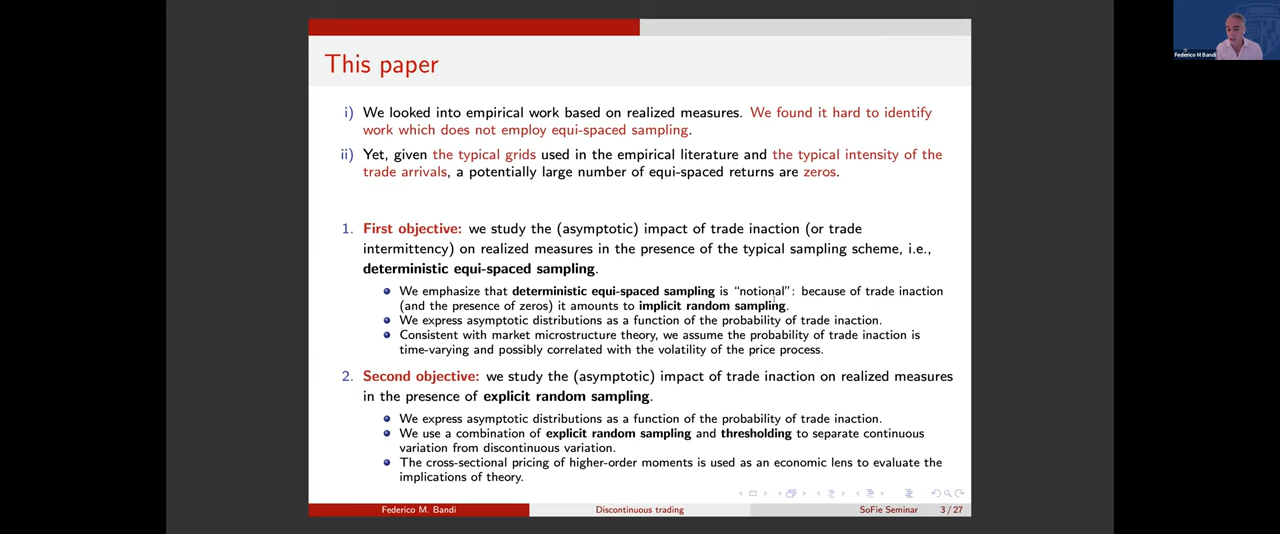 This paper
i) We looked into empirical work based on realized measures. We found it hard to identify
work which does not employ equi-spaced sampling.
ii) Yet, given the typical grids used in the empirical literature and the typical intensity of the
trade arrivals, a potentially large number of equi-spaced returns are zeros.
1. First objective: we study the (asymptotic) impact of trade inaction (or trade
intermittency) on realized measures in the presence of the typical sampling scheme, i.e.,
deterministic equi-spaced sampling.
We emphasize that deterministic equi-spaced sampling is “notional”: because of trade inaction
(and the presence of zeros) it amounts to implicit random sampling.
We express asymptotic distributions as a function of the probability of trade inaction.
Consistent with market microstructure theory, we assume the probability of trade inaction is
time-varying and possibly correlated with the volatility of the price process.
2. Second objective: we study the (asymptotic) impact of trade inaction on realized measures
in the presence of explicit random sampling.
We express asymptotic distributions as a function of the probability of trade inaction.
We use a combination of explicit random sampling and thresholding to separate continuous
variation from discontinuous variation.
The cross-sectional pricing of higher-order moments is used as an economic lens to evaluate the
implications of theory.
Federico M. Bandi
Discontinuous trading
SoFie Seminar
3 / 27
Federico M Bandi